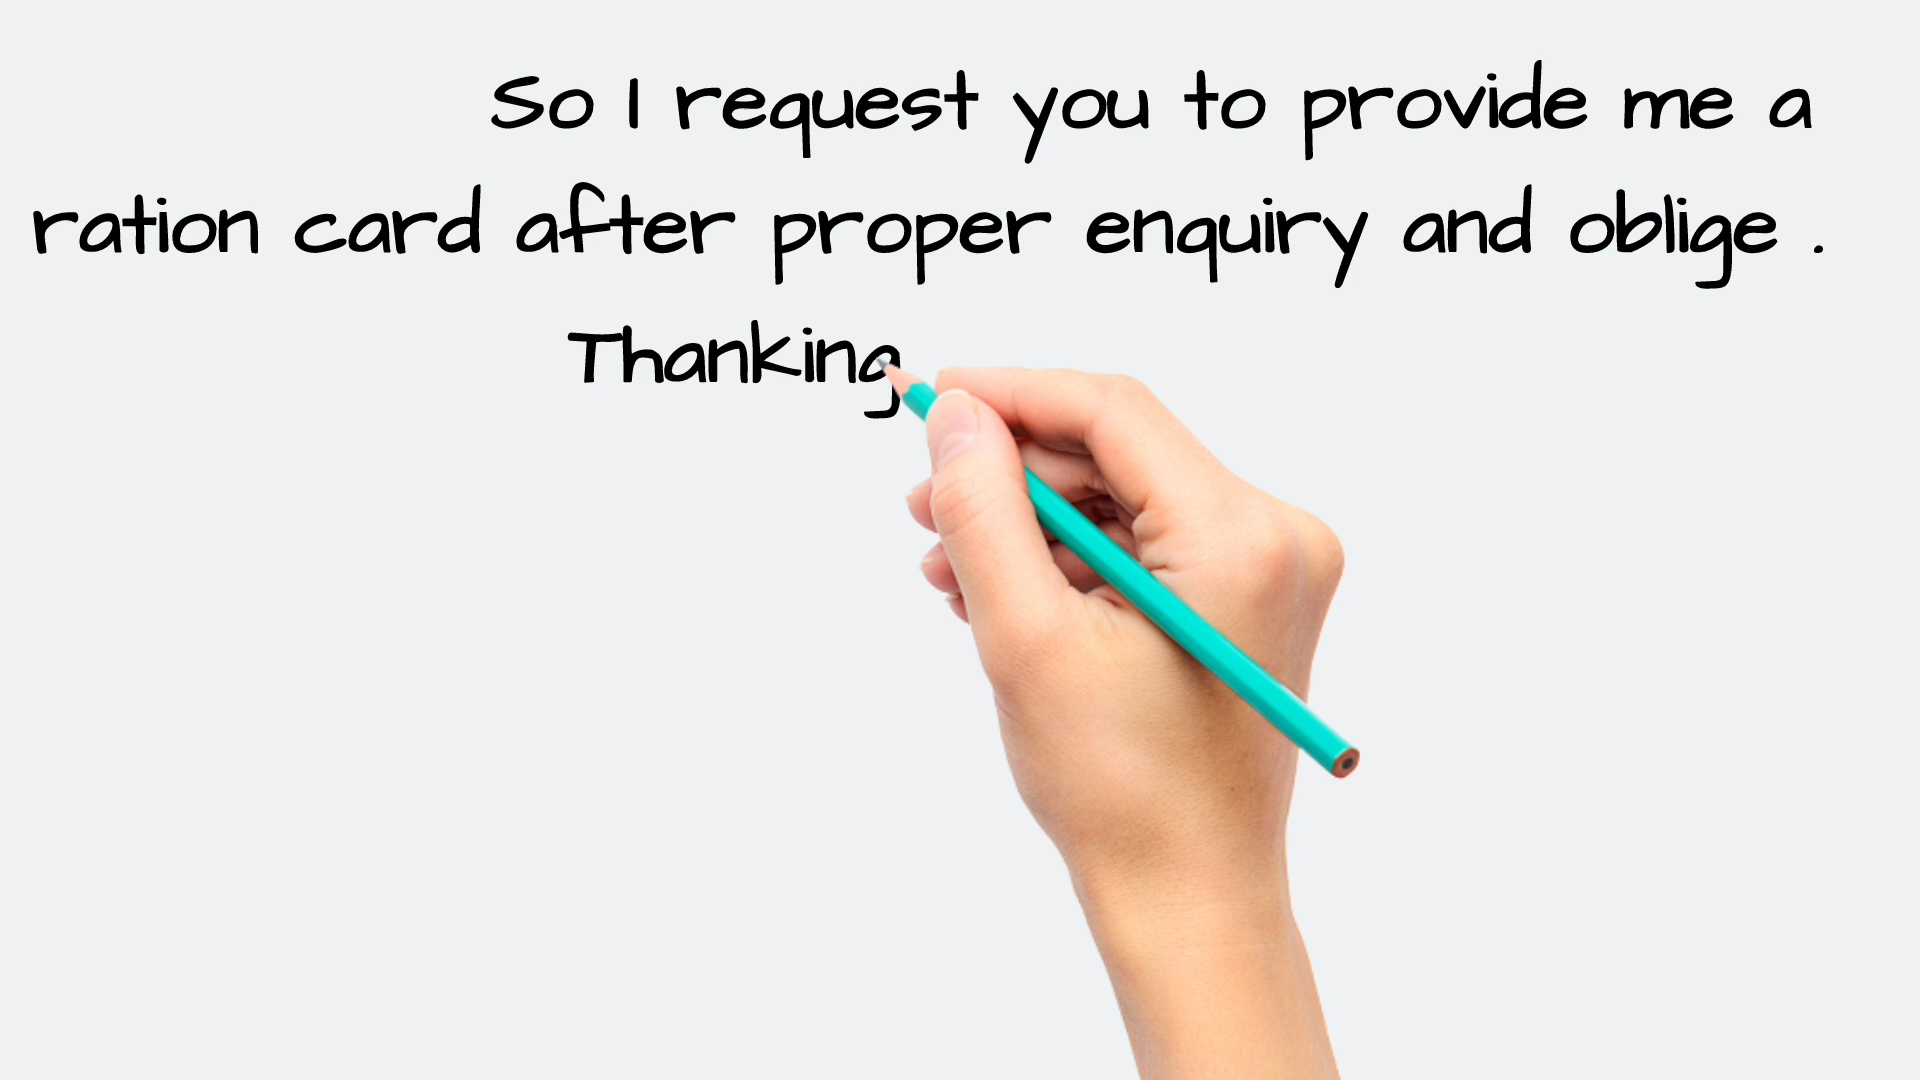 So I request you to provide me a
ration card after proper enquiry and oblige .
Thanking